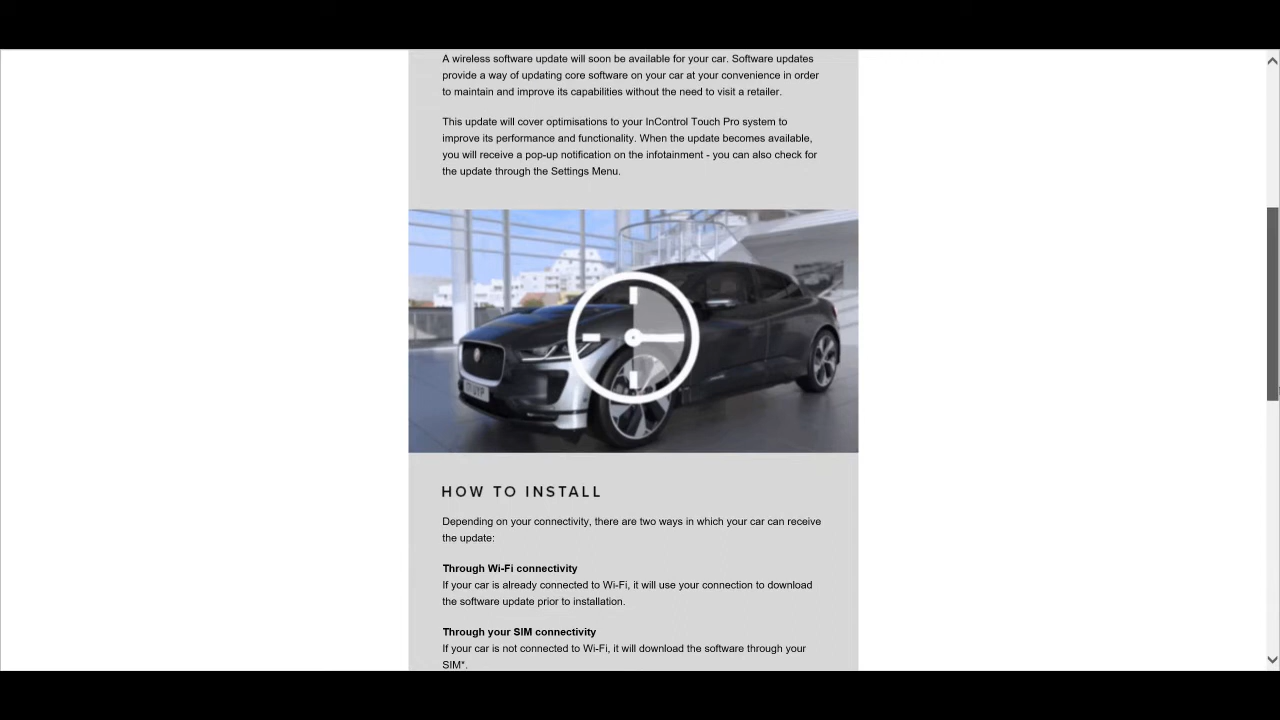 A wireless software update will soon be available for your car. Software updates
provide a way of updating core software on your car at your convenience in order
to maintain and improve its capabilities without the need to visit a retailer.
This update will cover optimisations to your InControl Touch Pro system to
improve its performance and functionality. When the update becomes available,
you will receive a pop-up notification on the infotainment - you can also check for
the update through the Settings Menu.
HOW TO INSTALL
Depending on your connectivity, there are two ways in which your car can receive
the update:
Through Wi-Fi connectivity
If your car is already connected to Wi-Fi, it will use your connection to download
the software update prior to installation.
Through your SIM connectivity
If your car is not connected to Wi-Fi, it will download the software through your
SIM*.